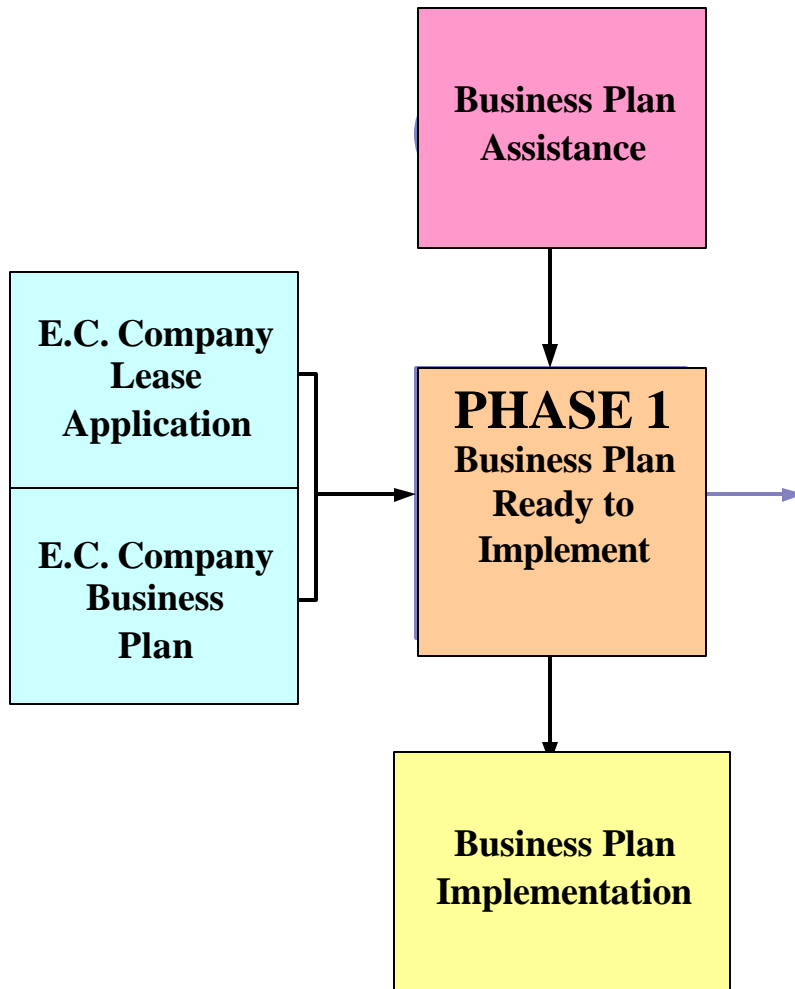 Business Plan
Assistance
E.C. Company
Lease
Application
E.C. Company
Business
Plan
PHASE 1
Business Plan
Ready to
Implement
Business Plan
Implementation